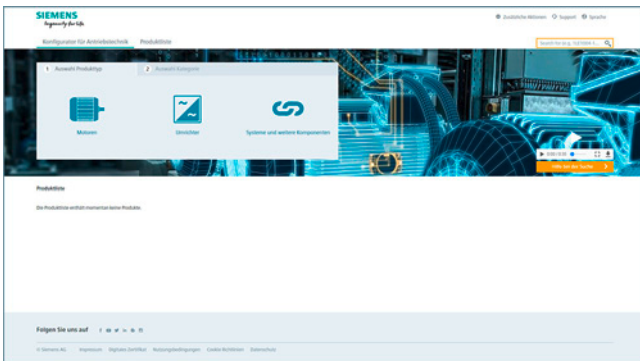 SIEMENS
Ingenuity for life
Zusätzliche Aktionen Support Sprache
Konfigurator für Antriebstechnik Produktliste
1 Auswahl Produkttyp 2 Auswahl Kategorie
Motoren Umrichter Systeme und weitere Komponenten
Hilfe bei der Suche
Produktliste
Die Produktliste enthält momentan keine Produkte.
Folgen Sie uns auf
© Siemens AG Impressum Digitales Zertifikat Nutzungsbedingungen Cookie-Richtlinien Datenschutz